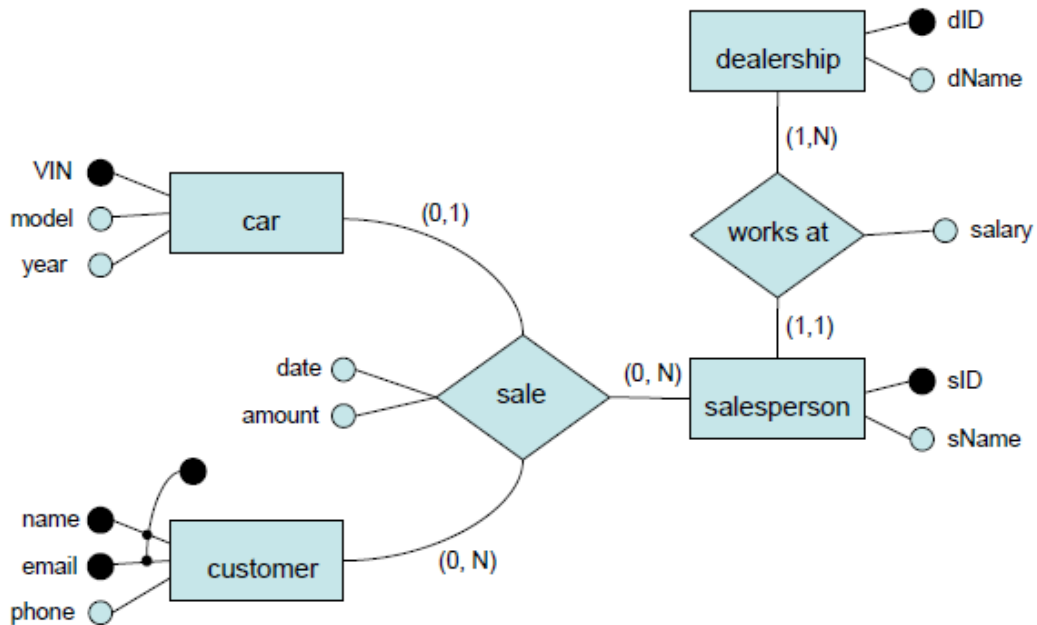 dID
dealership
dName
(1,N)
VIN
model
car
(0,1)
works at
salary
year
(1,1)
date
(0, N)
sID
sale
salesperson
amount
sName
name
email
customer
(0, N)
phone